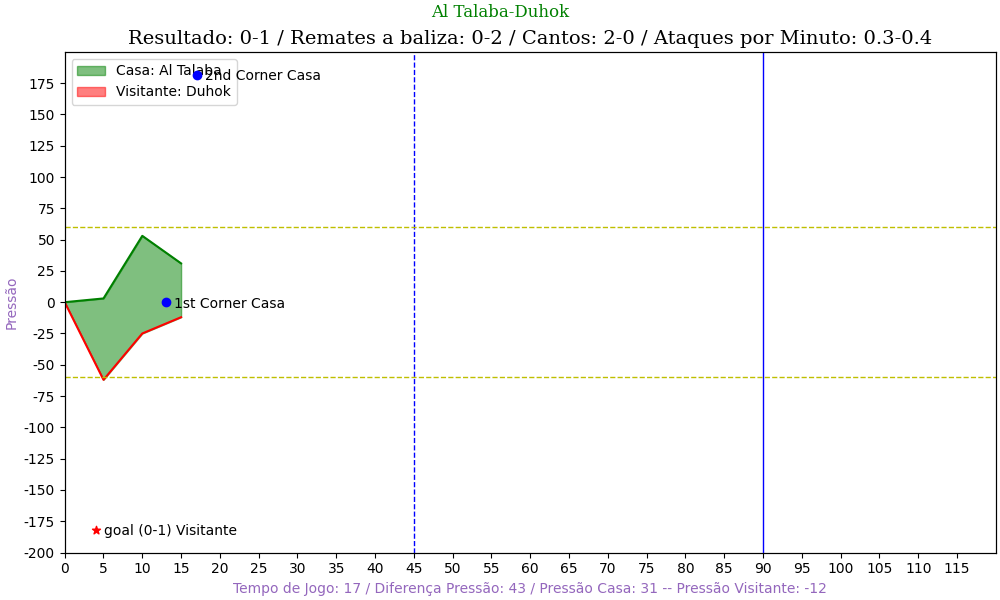 Al Talaba-Duhok
Resultado: 0-1 / Remates a baliza: 0-2 / Cantos: 2-0 / Ataques por Minuto: 0.3-0.4
Casa: Al Talaba
2nd Corner Casa
Visitante: Duhok
175
150
125
100
75
50
25
0
-25
-50
-75
-100
-125
-150
-175
-200
Pressão
1st Corner Casa
goal (0-1) Visitante
0 5 10 15 20 25 30 35 40 45 50 55 60 65 70 75 80 85 90 95 100 105 110 115
Tempo de Jogo: 17 / Diferença Pressão: 43 / Pressão Casa: 31 -- Pressão Visitante: -12